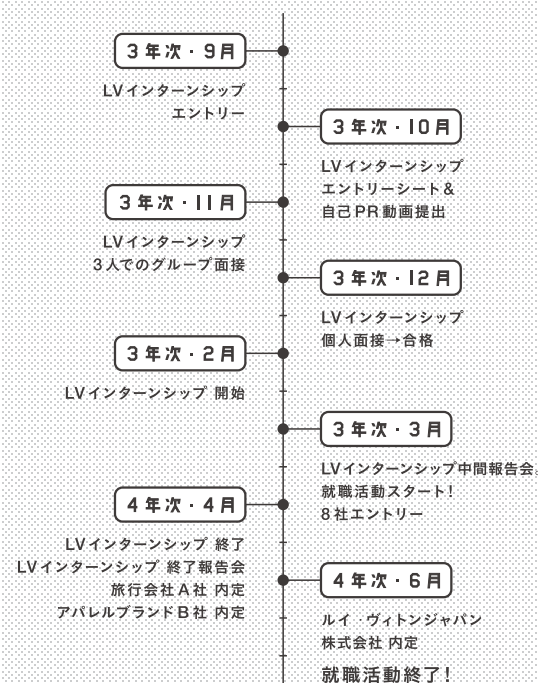 3年次・9月
LVインターンシップ
エントリー
3年次・10月
LVインターンシップ
エントリーシート＆
自己PR動画提出
3年次・11月
LVインターンシップ
3人でのグループ面接
3年次・12月
LVインターンシップ
個人面接→合格
3年次・2月
LVインターンシップ 開始
3年次・3月
LVインターンシップ中間報告会。
就職活動スタート！
8社エントリー
4年次・4月
LVインターンシップ 終了
LVインターンシップ 終了報告会
旅行会社A社 内定
アパレルブランドB社 内定
4年次・6月
ルイ・ヴィトンジャパン
株式会社 内定
就職活動終了！